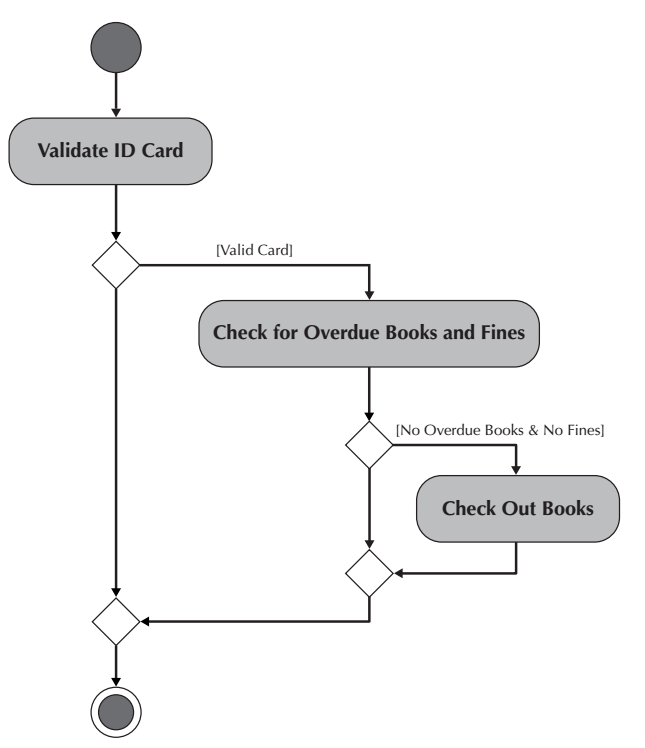 Validate ID Card
[Valid Card]
Check for Overdue Books and Fines
[No Overdue Books & No Fines]
Check Out Books